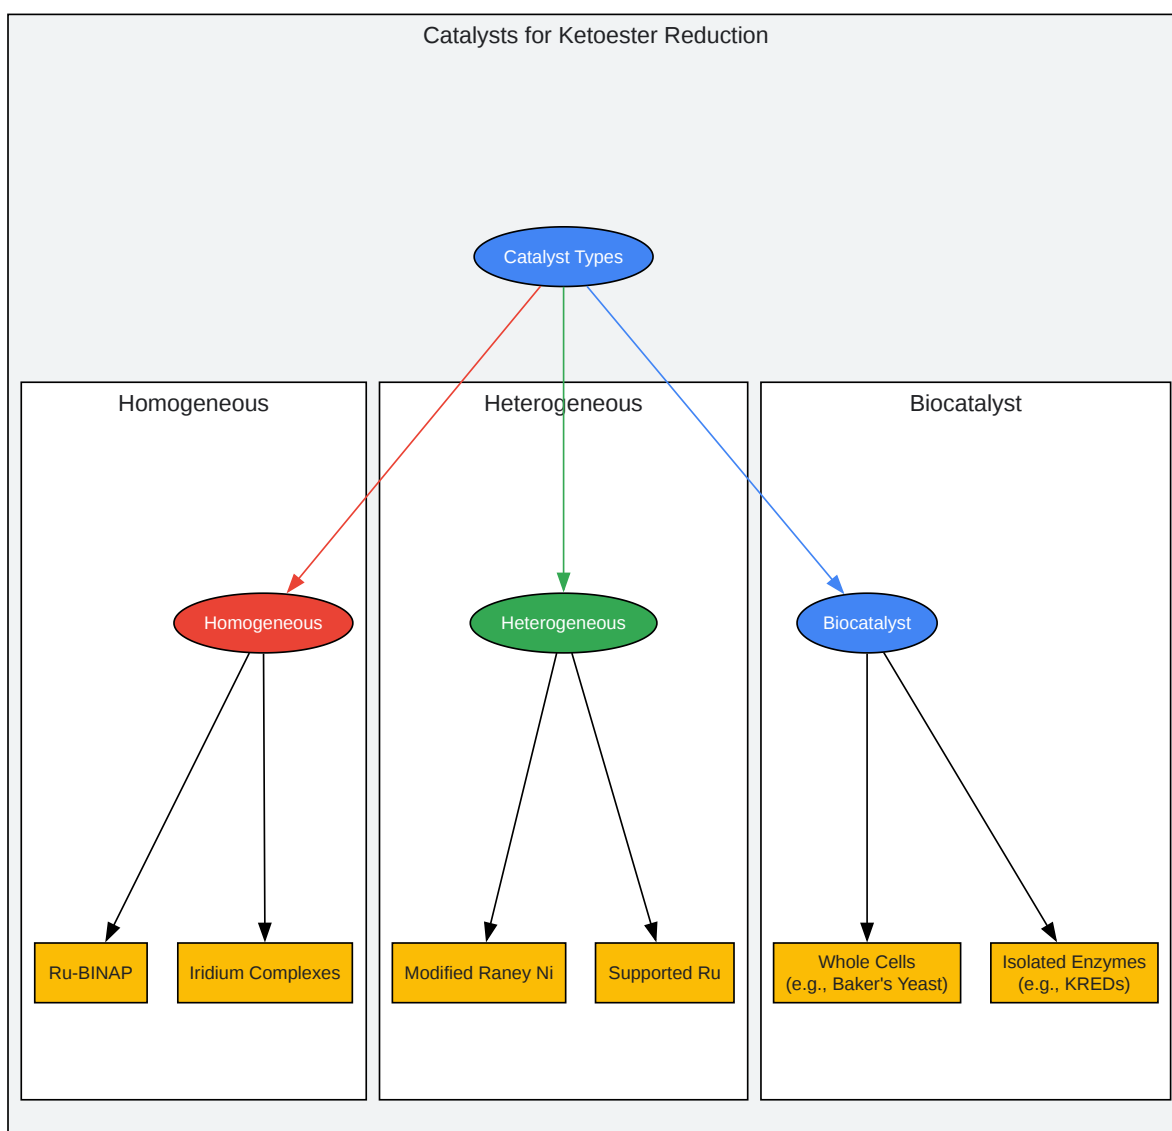 Catalysts for Ketoester Reduction
Catalyst Types
Homogeneous
Heterogeneous
Biocatalyst
Homogeneous
Heterogeneous
Biocatalyst
Ru-BINAP
Iridium Complexes
Modified Raney Ni
Supported Ru
Whole Cells
(e.g., Baker's Yeast)
Isolated Enzymes
(e.g., KREDs)